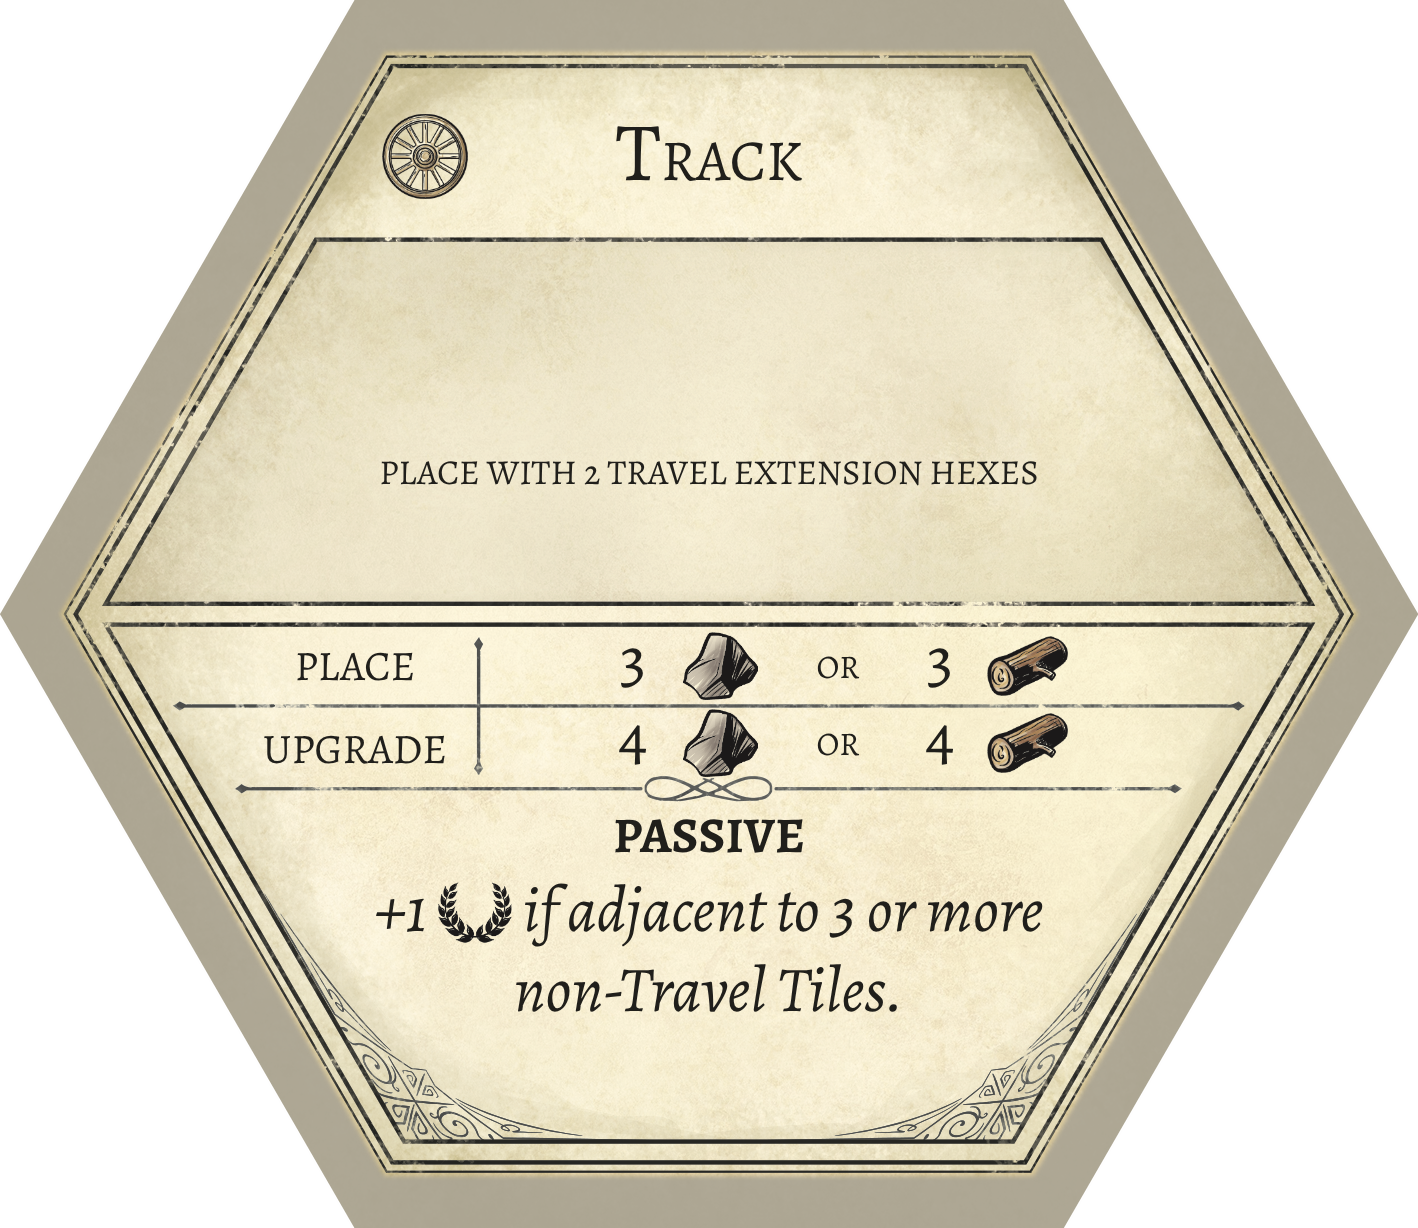 Track
PLACE WITH 2 TRAVEL EXTENSION HEXES
PLACE 3 OR 3
UPGRADE 4 OR 4
PASSIVE
+1 if adjacent to 3 or more
non-Travel Tiles.